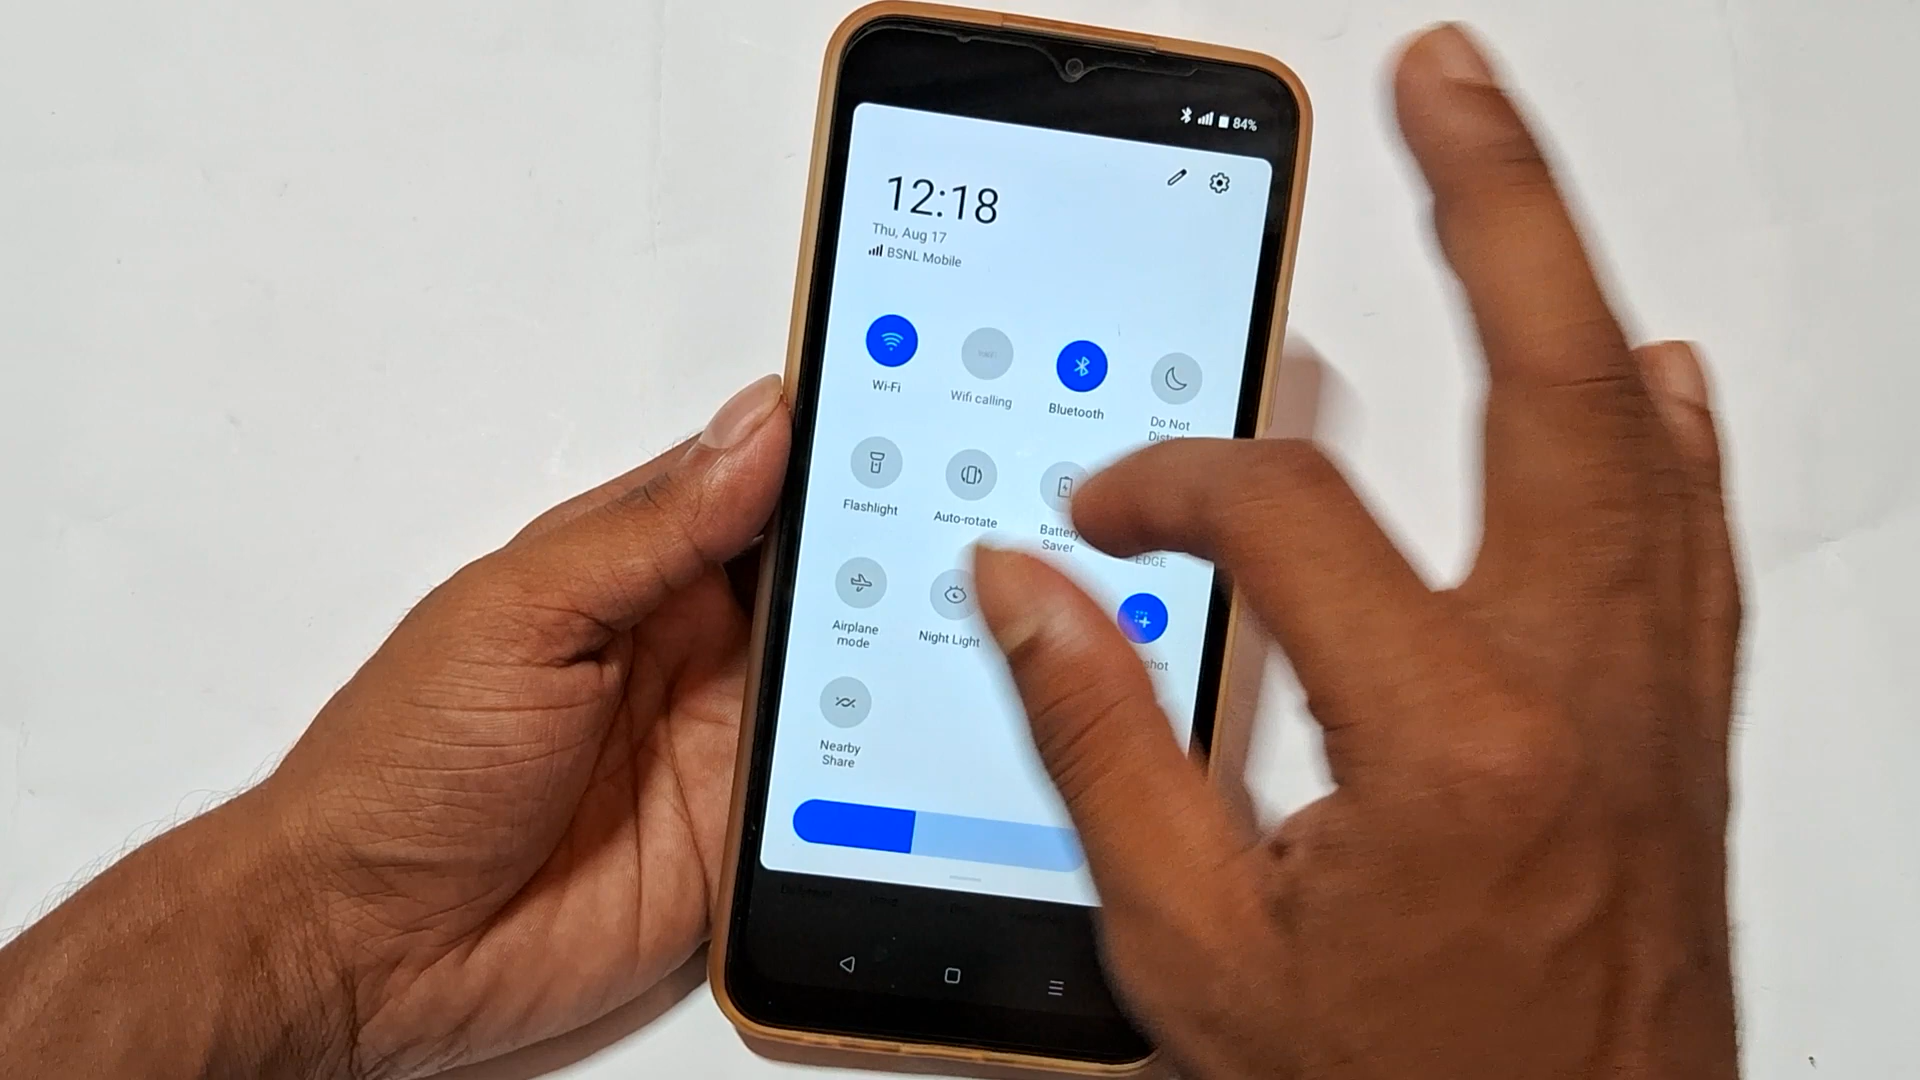 84%
12:18
Thu, Aug 17
BSNL Mobile
Wi-Fi
Wifi calling
Bluetooth
Do Not
Flashlight
Auto-rotate
Battery
Saver
EDGE
Airplane
mode
Night Light
shot
Nearby
Share